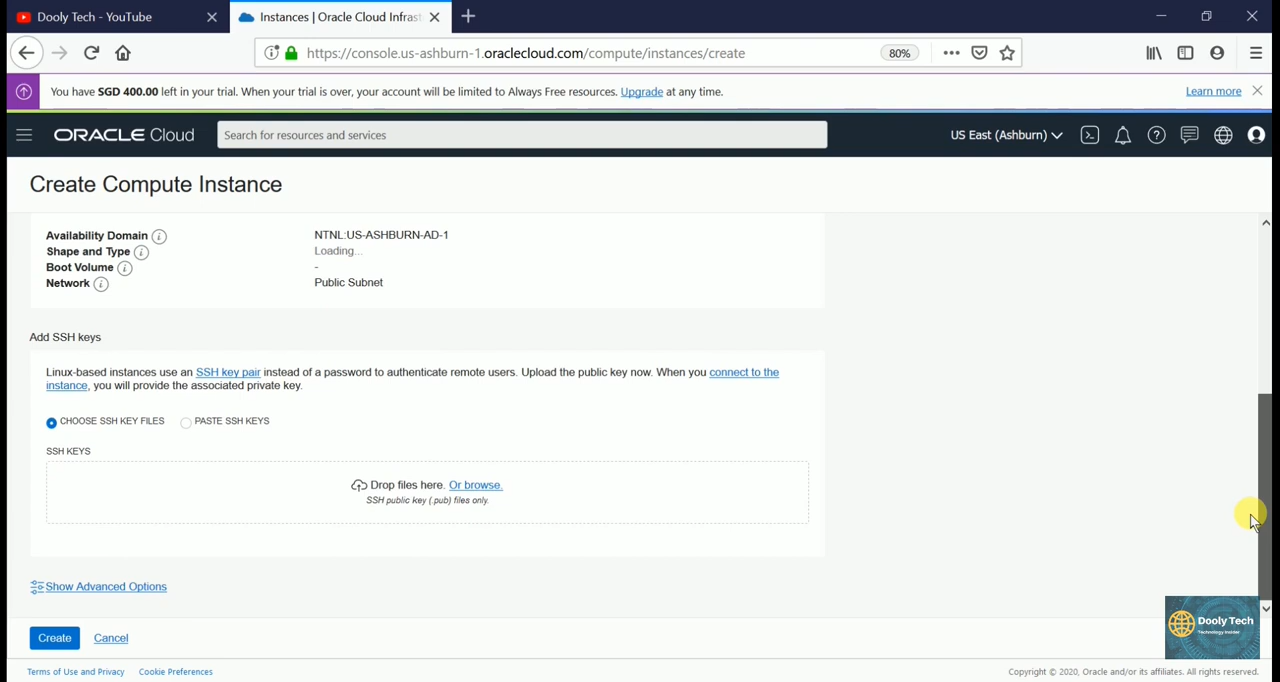 Dooly Tech - YouTube
Instances | Oracle Cloud Infrast
https://console.us-ashburn-1.oraclecloud.com/compute/instances/create
80%
You have SGD 400.00 left in your trial. When your trial is over, your account will be limited to Always Free resources. Upgrade at any time.
Learn more
ORACLE Cloud
Search for resources and services
US East (Ashburn)
Create Compute Instance
Availability Domain
NTNL:US-ASHBURN-AD-1
Shape and Type
Loading...
Boot Volume
-
Network
Public Subnet
Add SSH keys
Linux-based instances use an SSH key pair instead of a password to authenticate remote users. Upload the public key now. When you connect to the
instance, you will provide the associated private key.
CHOOSE SSH KEY FILES
PASTE SSH KEYS
SSH KEYS
Drop files here. Or browse.
SSH public key (.pub) files only.
Show Advanced Options
Create
Cancel
Dooly Tech
Technology Insider
Terms of Use and Privacy
Cookie Preferences
Copyright © 2020, Oracle and/or its affiliates. All rights reserved.